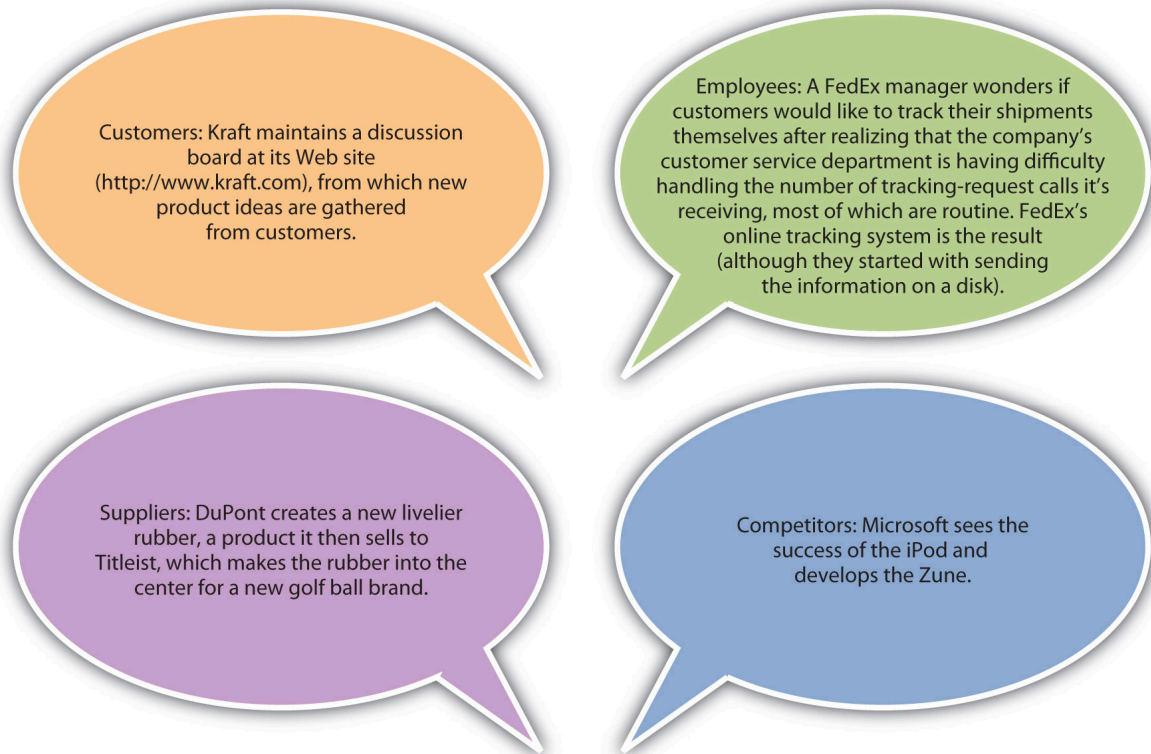 Customers: Kraft maintains a discussion
board at its Web site
(http://www.kraft.com), from which new
product ideas are gathered
from customers.
Employees: A FedEx manager wonders if
customers would like to track their shipments
themselves after realizing that the company's
customer service department is having difficulty
handling the number of tracking-request calls it's
receiving, most of which are routine. FedEx's
online tracking system is the result
(although they started with sending
the information on a disk).
Suppliers: DuPont creates a new livelier
rubber, a product it then sells to
Titleist, which makes the rubber into the
center for a new golf ball brand.
Competitors: Microsoft sees the
success of the iPod and
develops the Zune.